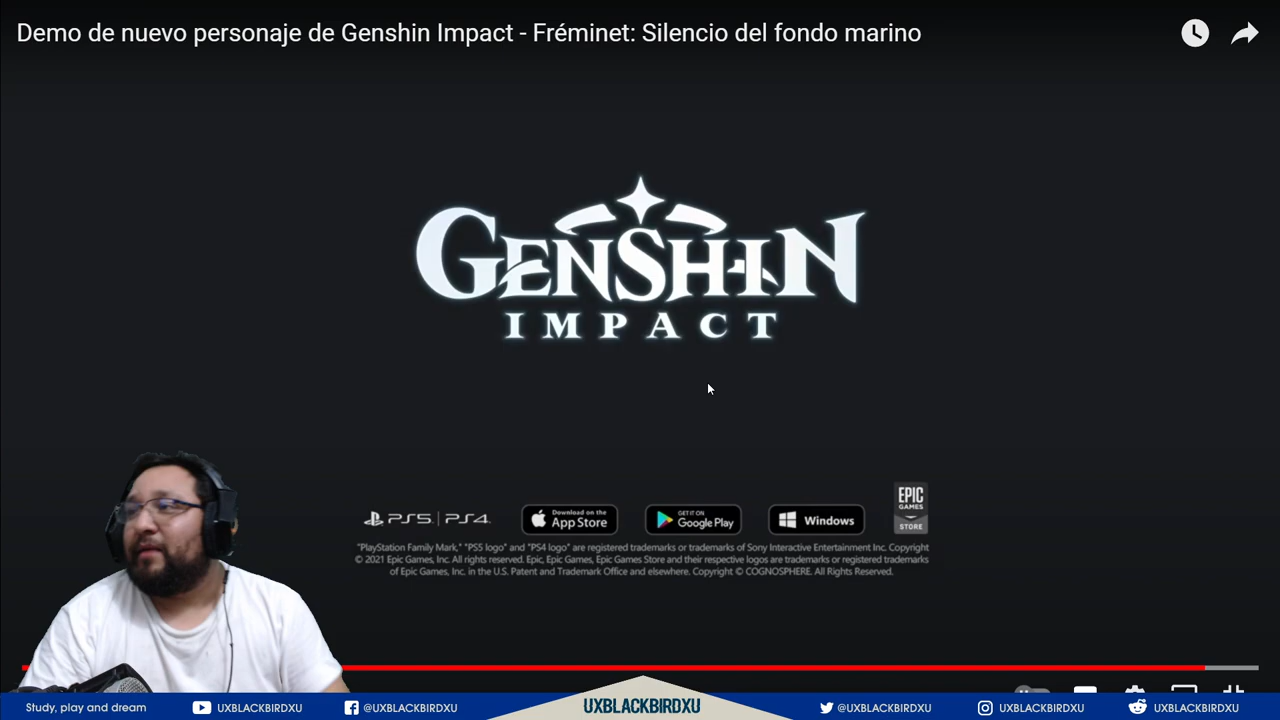 Demo de nuevo personaje de Genshin Impact - Fréminet: Silencio del fondo marino
GENSHIN
IMPACT
PS5 | PS4
Download on the
App Store
GET IT ON
Google Play
Windows
EPIC
GAMES
STORE
"PlayStation Family Mark," "PS5 logo" and "PS4 logo" are registered trademarks or trademarks of Sony Interactive Entertainment Inc. Copyright
© 2021 Epic Games, Inc. All rights reserved. Epic, Epic Games, Epic Games Store and their respective logos are trademarks or registered trademarks
of Epic Games, Inc. in the U.S. Patent and Trademark Office and elsewhere. Copyright © COGNOSPHERE. All Rights Reserved.
Study, play and dream
UXBLACKBIRDXU
@UXBLACKBIRDXU
UXBLACKBIRDXU
@UXBLACKBIRDXU
UXBLACKBIRDXU
UXBLACKBIRDXU